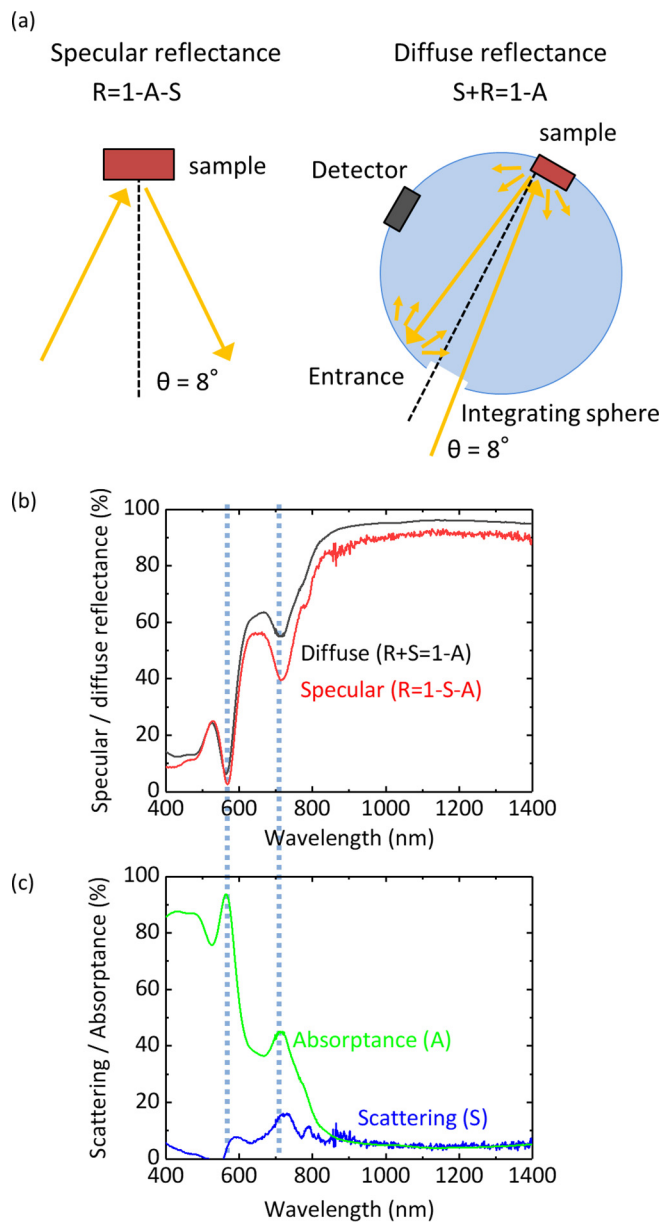 (a)
Specular reflectance
R=1-A-S
sample
θ = 8°
Diffuse reflectance
S+R=1-A
sample
Detector
Entrance
Integrating sphere
θ = 8°
(b)
Specular / diffuse reflectance (%)
100
80
60
40
20
0
Diffuse (R+S=1-A)
Specular (R=1-S-A)
400 600 800 1000 1200 1400
Wavelength (nm)
(c)
Scattering / Absorptance (%)
100
80
60
40
20
0
Absorptance (A)
Scattering (S)
400 600 800 1000 1200 1400
Wavelength (nm)